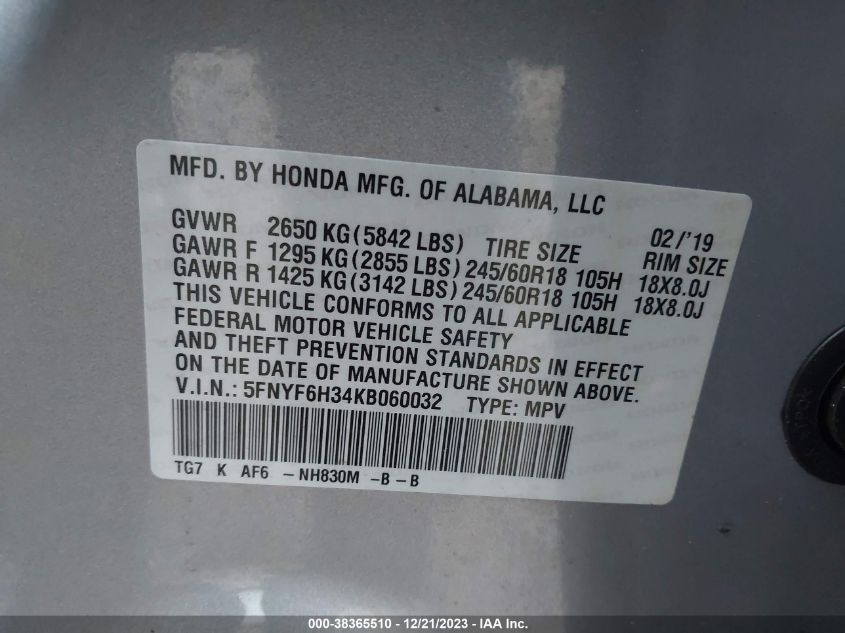 MFD. BY HONDA MFG. OF ALABAMA, LLC
GVWR 2650 KG(5842 LBS) TIRE SIZE 02/'19
GAWR F 1295 KG(2855 LBS)245/60R18 105H RIM SIZE 18X8.0J
GAWR R 1425 KG(3142 LBS)245/60R18 105H 18X8.0J
THIS VEHICLE CONFORMS TO ALL APPLICABLE
FEDERAL MOTOR VEHICLE SAFETY
AND THEFT PREVENTION STANDARDS IN EFFECT
ON THE DATE OF MANUFACTURE SHOWN ABOVE.
V.I.N.: 5FNYF6H34KB060032 TYPE: MPV
TG7 K AF6 -NH830M -B-B
000-38365510 - 12/21/2023 - IAA Inc.